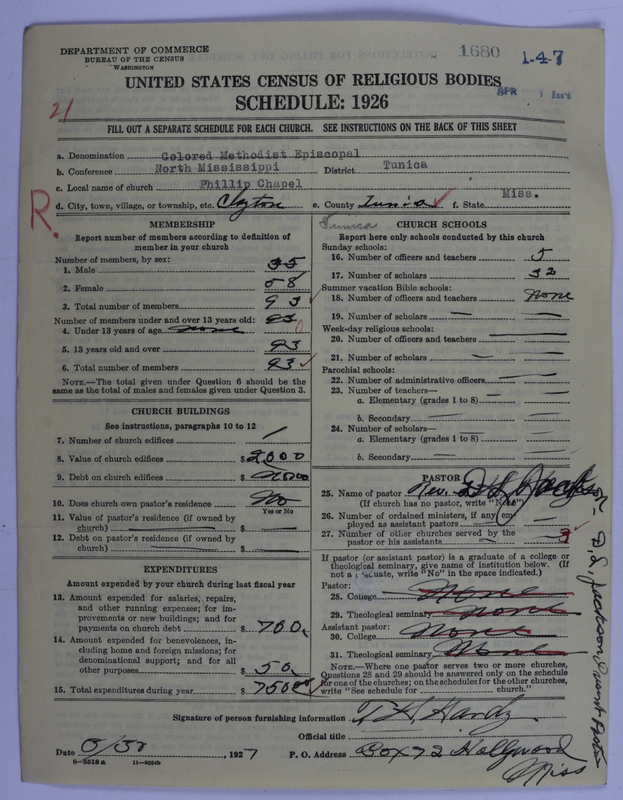 DEPARTMENT OF COMMERCE
BUREAU OF THE CENSUS
WASHINGTON
1680
1-4-7
APR
UNITED STATES CENSUS OF RELIGIOUS BODIES
SCHEDULE: 1926
21
FILL OUT A SEPARATE SCHEDULE FOR EACH CHURCH. SEE INSTRUCTIONS ON THE BACK OF THIS SHEET
a. Denomination Colored Methodist Episcopal
b. Conference North Mississippi District Tunica
c. Local name of church Phillip Chapel
d. City, town, village, or township, etc. Clayton e. County Tunica f. State Miss.
R.
Tunica
MEMBERSHIP
Report number of members according to definition of
member in your church
Number of members, by sex:
1. Male 35
2. Female 58
3. Total number of members 93
Number of members under and over 13 years old:
4. Under 13 years of age none 0
5. 13 years old and over 93
6. Total number of members 93
NOTE.—The total given under Question 6 should be the
same as the total of males and females given under Question 3.
CHURCH BUILDINGS
See instructions, paragraphs 10 to 12
7. Number of church edifices 1
8. Value of church edifices $ 2000
9. Debt on church edifices $
10. Does church own pastor's residence No
Yes or No
11. Value of pastor's residence (if owned by
church) $
12. Debt on pastor's residence (if owned by
church) $
EXPENDITURES
Amount expended by your church during last fiscal year
13. Amount expended for salaries, repairs,
and other running expenses; for im-
provements or new buildings; and for
payments on church debt $ 700.
14. Amount expended for benevolences, in-
cluding home and foreign missions; for
denominational support; and for all
other purposes $ 50.
15. Total expenditures during year $ 750
CHURCH SCHOOLS
Report here only schools conducted by this church
Sunday schools:
16. Number of officers and teachers 5
17. Number of scholars 32
Summer vacation Bible schools:
18. Number of officers and teachers none
19. Number of scholars
Week-day religious schools:
20. Number of officers and teachers
21. Number of scholars
Parochial schools:
22. Number of administrative officers
23. Number of teachers—
a. Elementary (grades 1 to 8)
b. Secondary
24. Number of scholars—
a. Elementary (grades 1 to 8)
b. Secondary
PASTOR
25. Name of pastor Rev. D. S. Jackson
(If church has no pastor, write "None")
26. Number of ordained ministers, if any, em-
ployed as assistant pastors
27. Number of other churches served by the
pastor or his assistants
If pastor (or assistant pastor) is a graduate of a college or
theological seminary, give name of institution below. (If
not a graduate, write "No" in the space indicated.)
Pastor:
28. College None
29. Theological seminary None
Assistant pastor:
30. College None
31. Theological seminary None
NOTE.—Where one pastor serves two or more churches,
Questions 28 and 29 should be answered only on the schedule
for one of the churches; on the schedules for the other churches,
write "See schedule for church."
D. S. Jackson, Present Pastor
Signature of person furnishing information T. H. Hardy
Official title
Date 5/30, 1927 P. O. Address Box 72 Hollywood
Miss
8-5518a 11-9524b